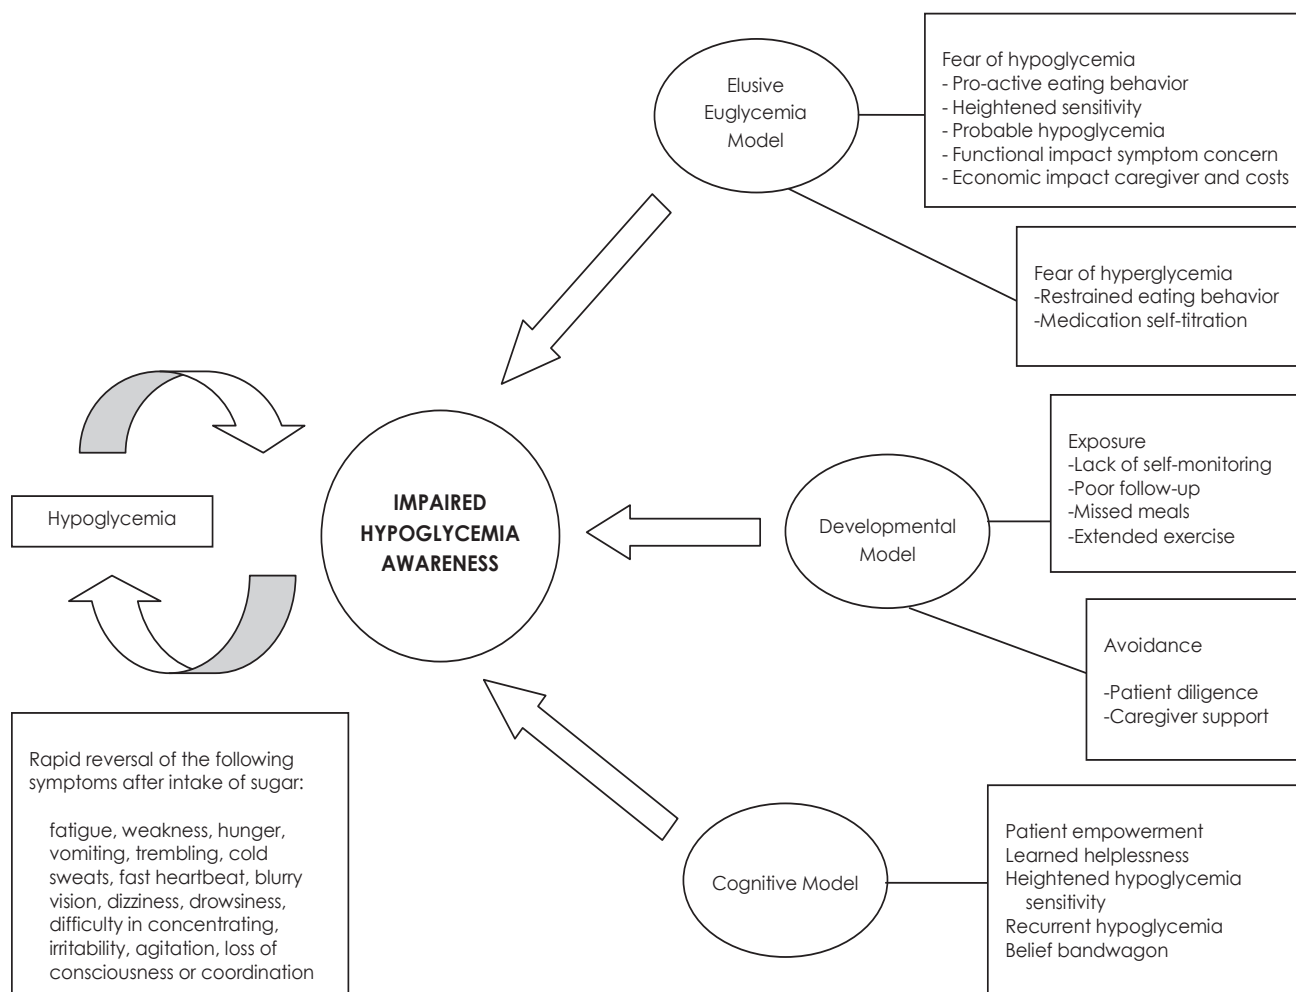 Elusive
Euglycemia
Model
Fear of hypoglycemia
- Pro-active eating behavior
- Heightened sensitivity
- Probable hypoglycemia
- Functional impact symptom concern
- Economic impact caregiver and costs
Fear of hyperglycemia
-Restrained eating behavior
-Medication self-titration
Hypoglycemia
IMPAIRED
HYPOGLYCEMIA
AWARENESS
Developmental
Model
Exposure
-Lack of self-monitoring
-Poor follow-up
-Missed meals
-Extended exercise
Avoidance
-Patient diligence
-Caregiver support
Rapid reversal of the following
symptoms after intake of sugar:
fatigue, weakness, hunger,
vomiting, trembling, cold
sweats, fast heartbeat, blurry
vision, dizziness, drowsiness,
difficulty in concentrating,
irritability, agitation, loss of
consciousness or coordination
Cognitive Model
Patient empowerment
Learned helplessness
Heightened hypoglycemia
sensitivity
Recurrent hypoglycemia
Belief bandwagon